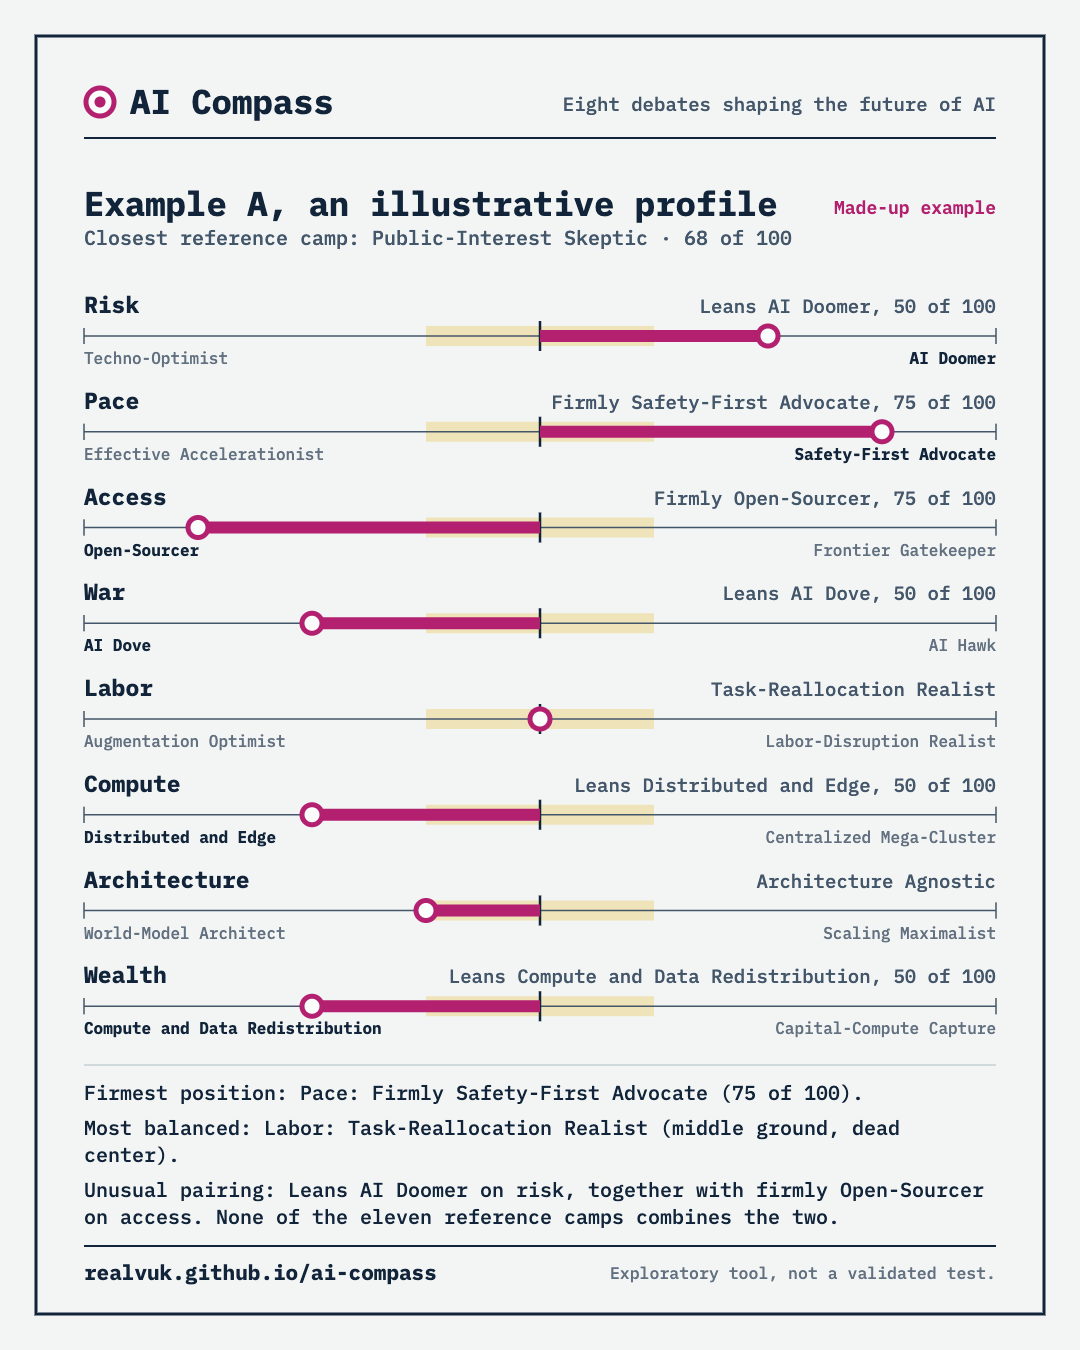 AI Compass
Eight debates shaping the future of AI
Example A, an illustrative profile
Made-up example
Closest reference camp: Public-Interest Skeptic · 68 of 100
Risk
Leans AI Doomer, 50 of 100
Techno-Optimist
AI Doomer
Pace
Firmly Safety-First Advocate, 75 of 100
Effective Accelerationist
Safety-First Advocate
Access
Firmly Open-Sourcer, 75 of 100
Open-Sourcer
Frontier Gatekeeper
War
Leans AI Dove, 50 of 100
AI Dove
AI Hawk
Labor
Task-Reallocation Realist
Augmentation Optimist
Labor-Disruption Realist
Compute
Leans Distributed and Edge, 50 of 100
Distributed and Edge
Centralized Mega-Cluster
Architecture
Architecture Agnostic
World-Model Architect
Scaling Maximalist
Wealth
Leans Compute and Data Redistribution, 50 of 100
Compute and Data Redistribution
Capital-Compute Capture
Firmest position: Pace: Firmly Safety-First Advocate (75 of 100).
Most balanced: Labor: Task-Reallocation Realist (middle ground, dead
center).
Unusual pairing: Leans AI Doomer on risk, together with firmly Open-Sourcer
on access. None of the eleven reference camps combines the two.
realvuk.github.io/ai-compass
Exploratory tool, not a validated test.